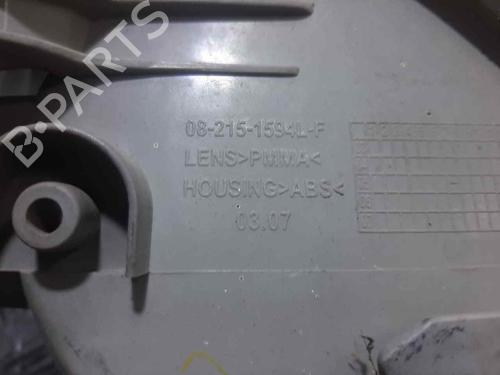 B-PARTS
08-215-1594L-F
LENS>PMMA<
HOUSING>ABS<
03.07